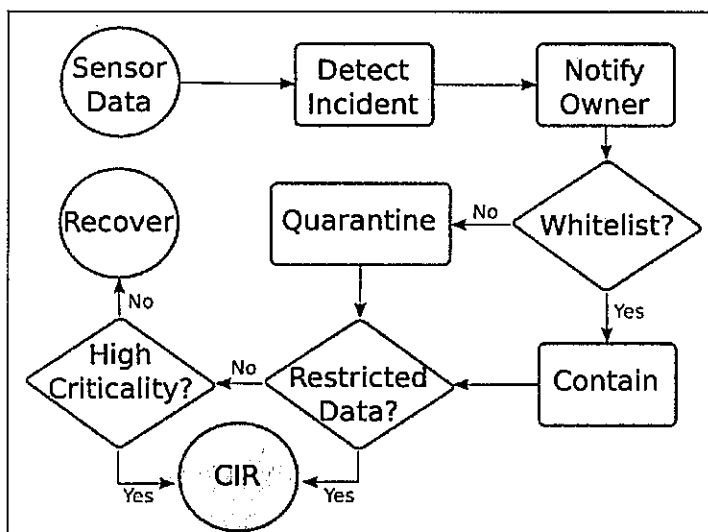 Sensor
Data
Detect
Incident
Notify
Owner
Recover
Quarantine
No
Whitelist?
No
Yes
High
Criticality?
No
Restricted
Data?
Contain
Yes
CIR
Yes